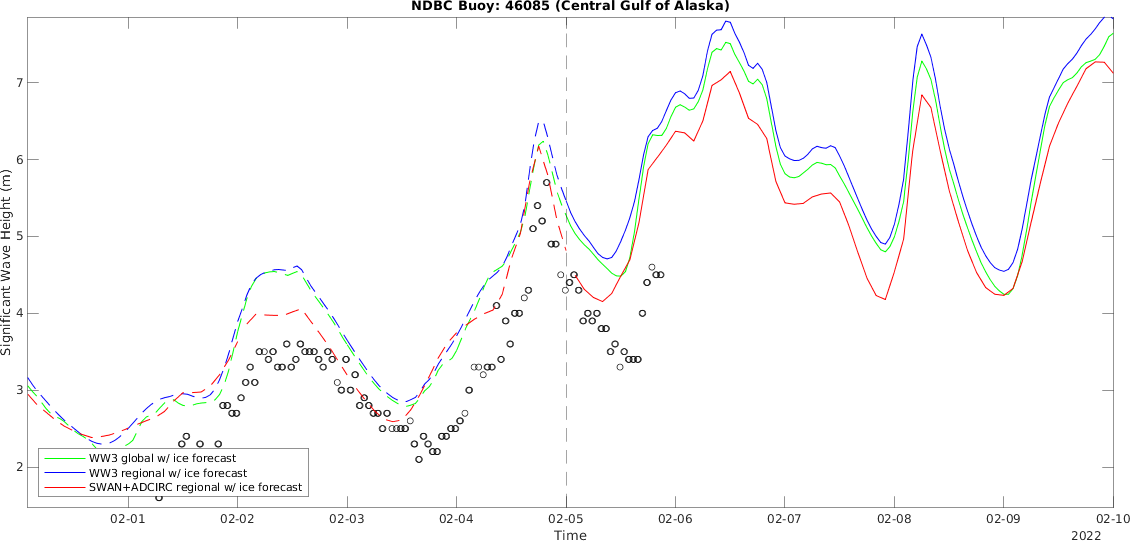 NDBC Buoy: 46085 (Central Gulf of Alaska)
Significant Wave Height (m)
7
6
5
4
3
2
WW3 global w/ ice forecast
WW3 regional w/ ice forecast
SWAN+ADCIRC regional w/ ice forecast
02-01 02-02 02-03 02-04 02-05 02-06 02-07 02-08 02-09 02-10
Time
2022